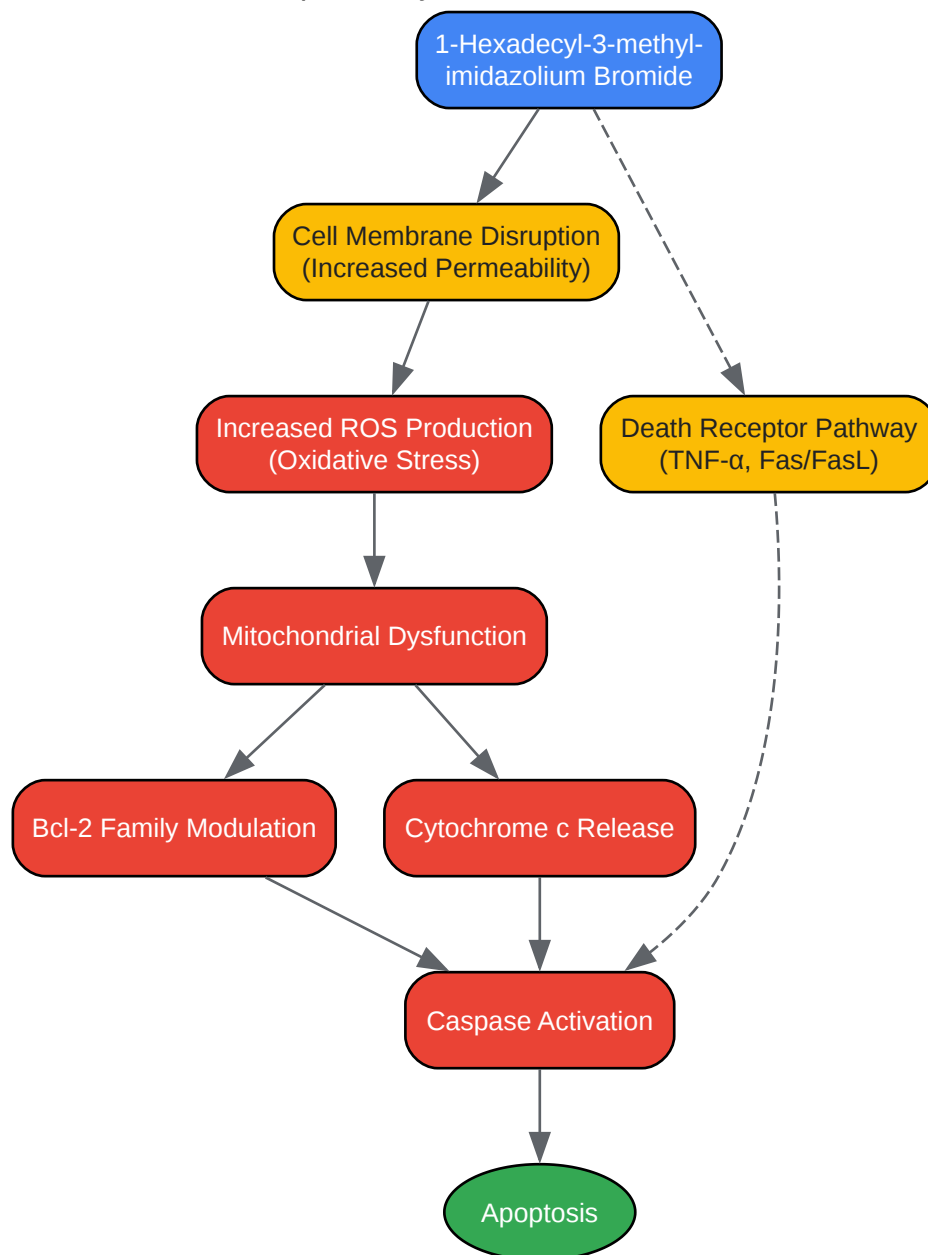 1-Hexadecyl-3-methyl-
imidazolium Bromide
Cell Membrane Disruption
(Increased Permeability)
Increased ROS Production
(Oxidative Stress)
Death Receptor Pathway
(TNF-α, Fas/FasL)
Mitochondrial Dysfunction
Bcl-2 Family Modulation
Cytochrome c Release
Caspase Activation
Apoptosis